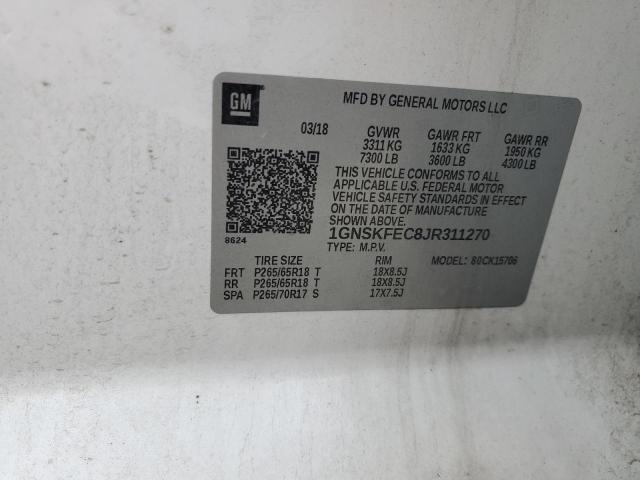 GM
MFD BY GENERAL MOTORS LLC
03/18
GVWR GAWR FRT GAWR RR
3311 KG 1633 KG 1950 KG
7300 LB 3600 LB 4300 LB
THIS VEHICLE CONFORMS TO ALL
APPLICABLE U.S. FEDERAL MOTOR
VEHICLE SAFETY STANDARDS IN EFFECT
ON THE DATE OF MANUFACTURE
SHOWN ABOVE.
1GNSKFEC8JR311270
8624
TYPE: M.P.V.
TIRE SIZE RIM MODEL: 80CK15706
FRT P265/65R18 T 18X8.5J
RR P265/65R18 T 18X8.5J
SPA P265/70R17 S 17X7.5J